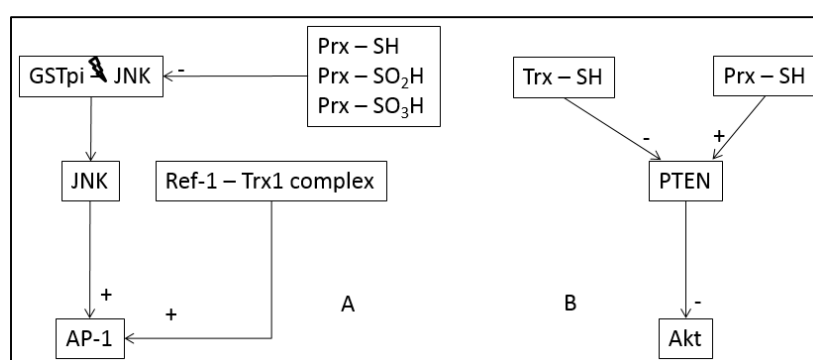 Prx – SH
Prx – SO₂H
Prx – SO₃H
GSTpi JNK
-
Trx – SH
Prx – SH
-
+
JNK
Ref-1 – Trx1 complex
PTEN
+
+
A
B
-
AP-1
Akt